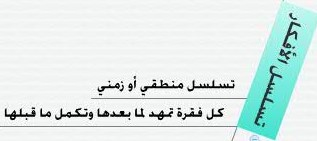 تسلسل الأفكار
تسلسل منطقي أو زمني
كل فقرة تمهد لما بعدها وتكمل ما قبلها